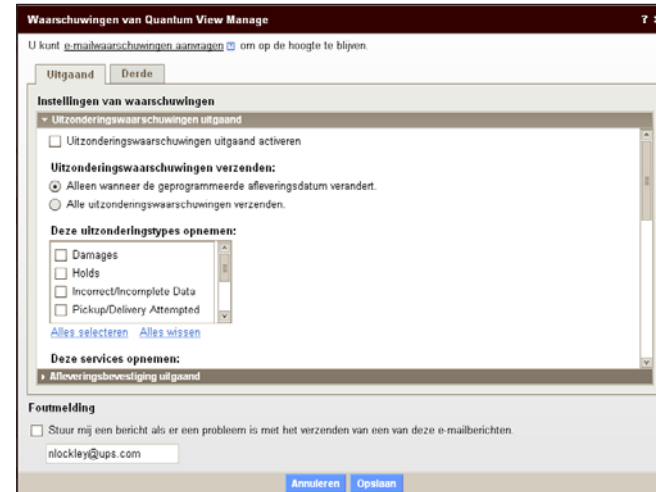 Waarschuwingen van Quantum View Manage ?
U kunt e-mailwaarschuwingen aanvragen ? om op de hoogte te blijven.
Uitgaand Derde
Instellingen van waarschuwingen
Uitzonderingswaarschuwingen uitgaand
Uitzonderingswaarschuwingen uitgaand activeren
Uitzonderingswaarschuwingen verzenden:
Alleen wanneer de geprogrammeerde afleveringsdatum verandert.
Alle uitzonderingswaarschuwingen verzenden.
Deze uitzonderingstypes opnemen:
Damages
Holds
Incorrect/Incomplete Data
Pickup/Delivery Attempted
Alles selecteren Alles wissen
Deze services opnemen:
Afleveringsbevestiging uitgaand
Foutmelding
Stuur mij een bericht als er een probleem is met het verzenden van een van deze e-mailberichten.
nlockley@ups.com
Annuleren Opslaan